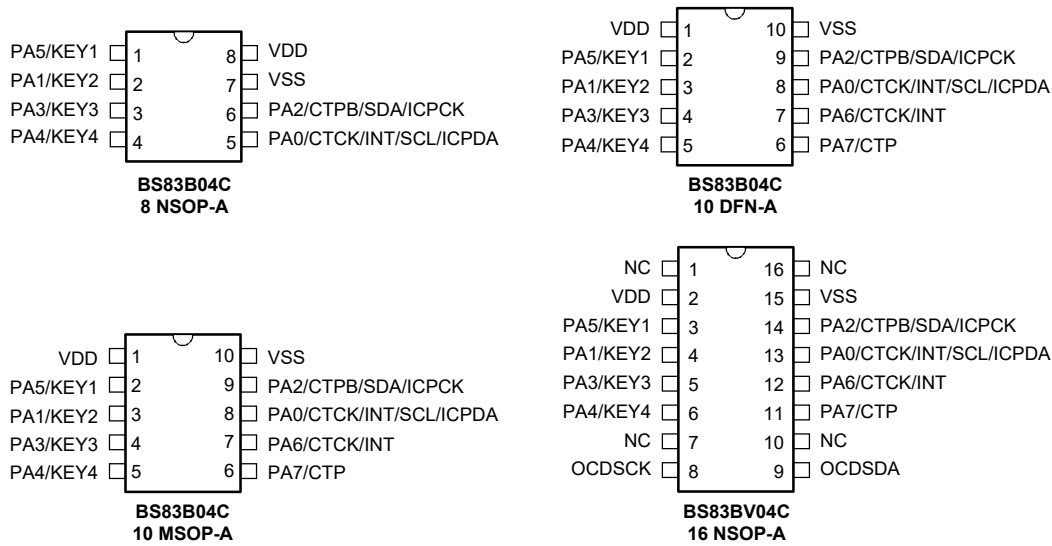 PA5/KEY1 1 8 VDD
PA1/KEY2 2 7 VSS
PA3/KEY3 3 6 PA2/CTPB/SDA/ICPCK
PA4/KEY4 4 5 PA0/CTCK/INT/SCL/ICPDA
BS83B04C
8 NSOP-A
VDD 1 10 VSS
PA5/KEY1 2 9 PA2/CTPB/SDA/ICPCK
PA1/KEY2 3 8 PA0/CTCK/INT/SCL/ICPDA
PA3/KEY3 4 7 PA6/CTCK/INT
PA4/KEY4 5 6 PA7/CTP
BS83B04C
10 DFN-A
VDD 1 10 VSS
PA5/KEY1 2 9 PA2/CTPB/SDA/ICPCK
PA1/KEY2 3 8 PA0/CTCK/INT/SCL/ICPDA
PA3/KEY3 4 7 PA6/CTCK/INT
PA4/KEY4 5 6 PA7/CTP
BS83B04C
10 MSOP-A
NC 1 16 NC
VDD 2 15 VSS
PA5/KEY1 3 14 PA2/CTPB/SDA/ICPCK
PA1/KEY2 4 13 PA0/CTCK/INT/SCL/ICPDA
PA3/KEY3 5 12 PA6/CTCK/INT
PA4/KEY4 6 11 PA7/CTP
NC 7 10 NC
OCDSCK 8 9 OCDSDA
BS83BV04C
16 NSOP-A